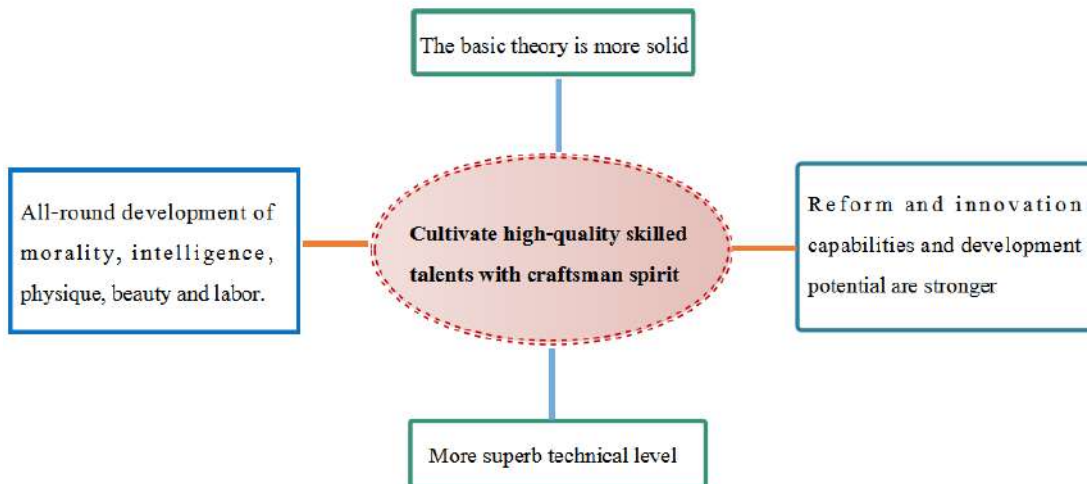 The basic theory is more solid
All-round development of
morality, intelligence,
physique, beauty and labor.
Cultivate high-quality skilled
talents with craftsman spirit
Reform and innovation
capabilities and development
potential are stronger
More superb technical level